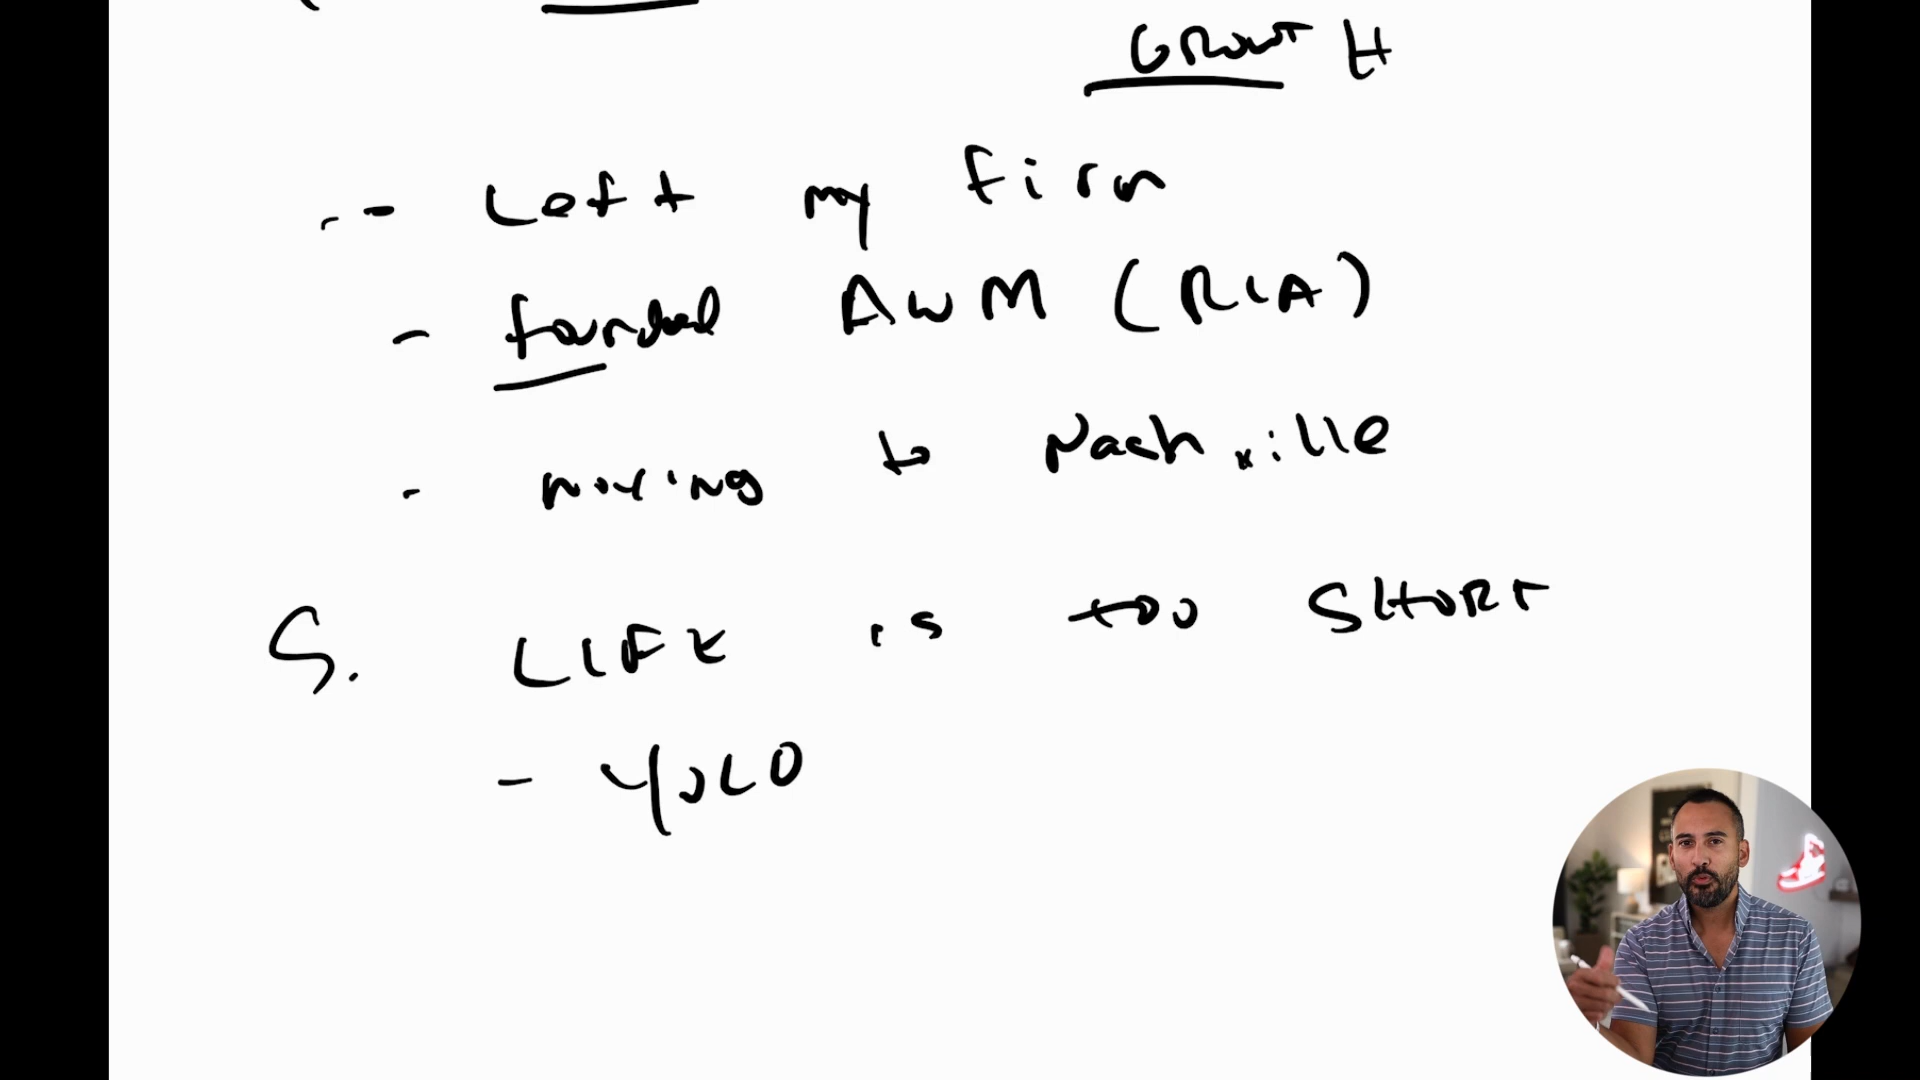 GROWTH
- Left my firm
- founded AWM (RIA)
- moving to Nashville
5. LIFE is too SHORT
- YOLO